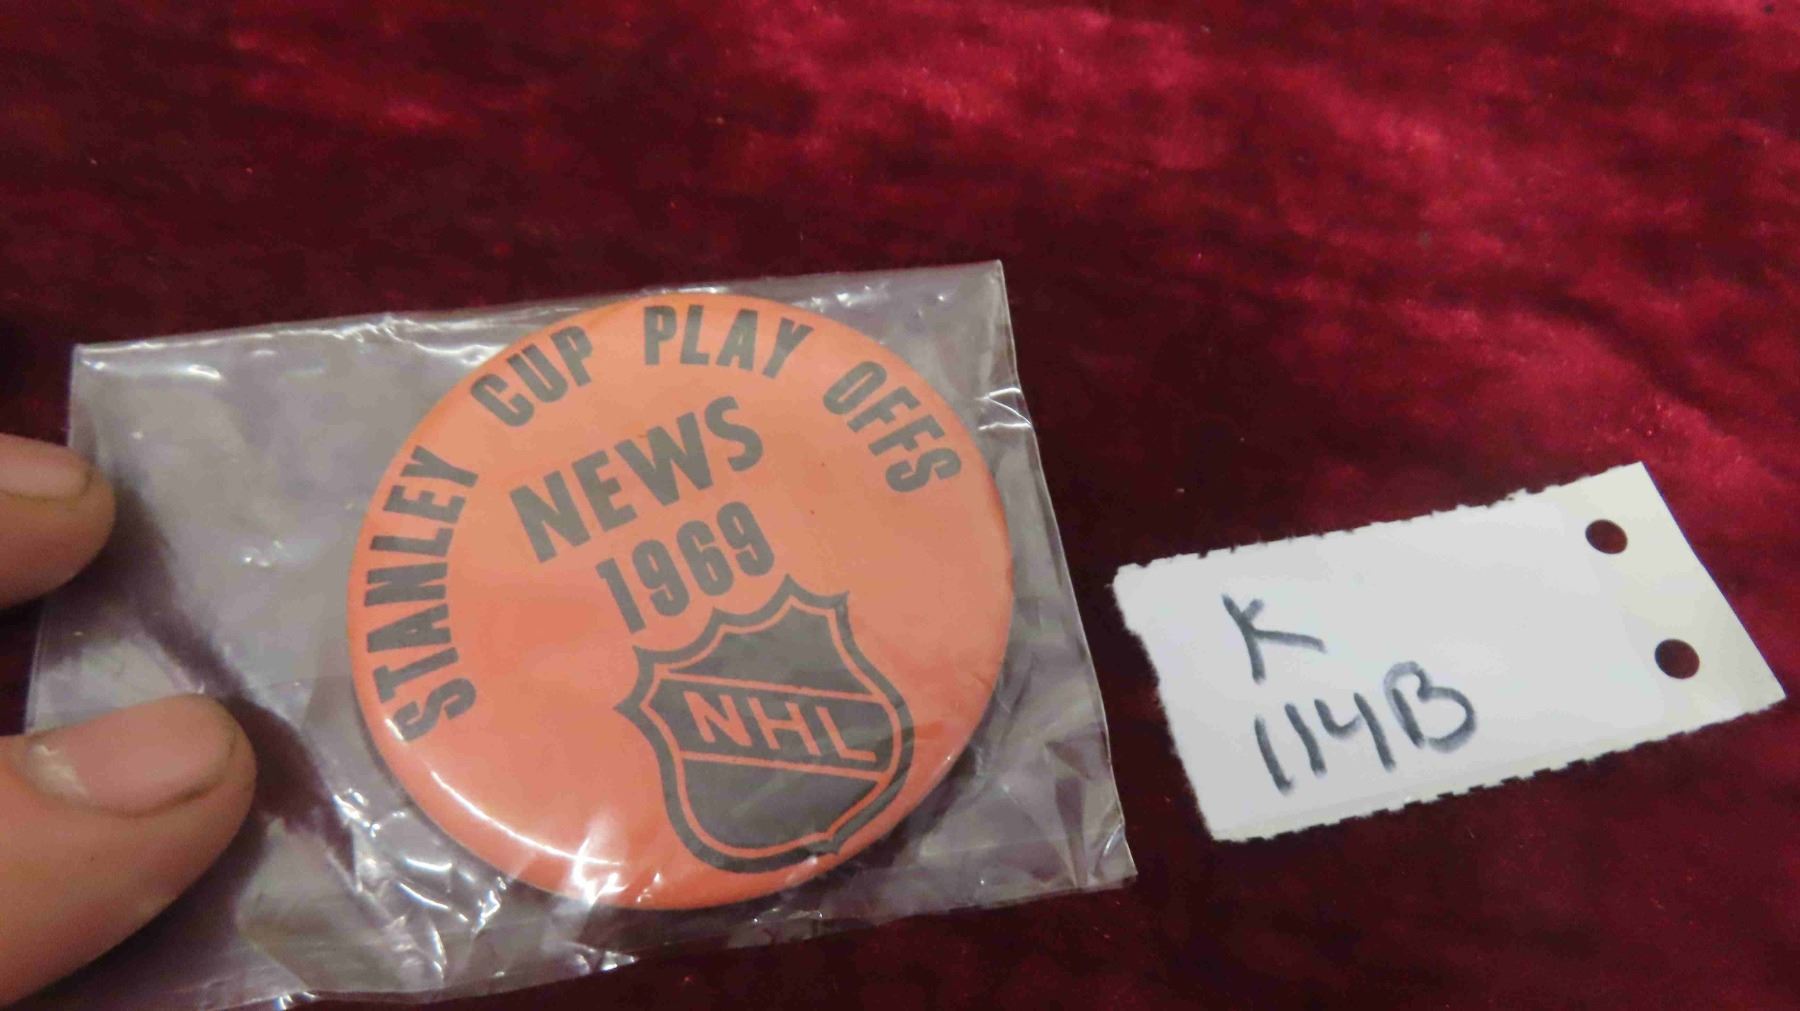 STANLEY CUP PLAY OFFS
NEWS
1969
NHL
K
114B